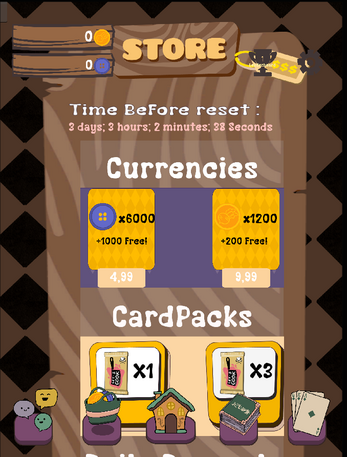 0
STORE
0
$$$
Time Before reset :
3 days; 3 hours; 2 minutes; 38 Seconds
Currencies
x6000 x1200
+1000 Free! +200 Free!
4,99 9,99
CardPacks
X1 X3